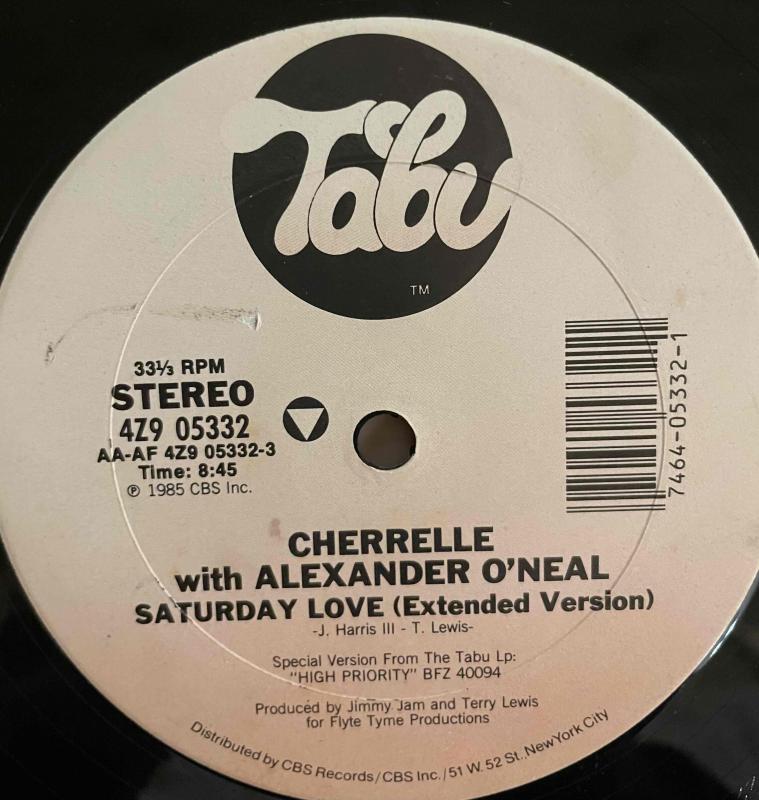 Tabu
TM
33⅓ RPM
STEREO
4Z9 05332
AA-AF 4Z9 05332-3
Time: 8:45
℗ 1985 CBS Inc.
7464-05332-1
CHERRELLE
with ALEXANDER O'NEAL
SATURDAY LOVE (Extended Version)
-J. Harris III - T. Lewis-
Special Version From The Tabu Lp:
"HIGH PRIORITY" BFZ 40094
Produced by Jimmy Jam and Terry Lewis
for Flyte Tyme Productions
Distributed by CBS Records/CBS Inc./51 W. 52 St., New York City